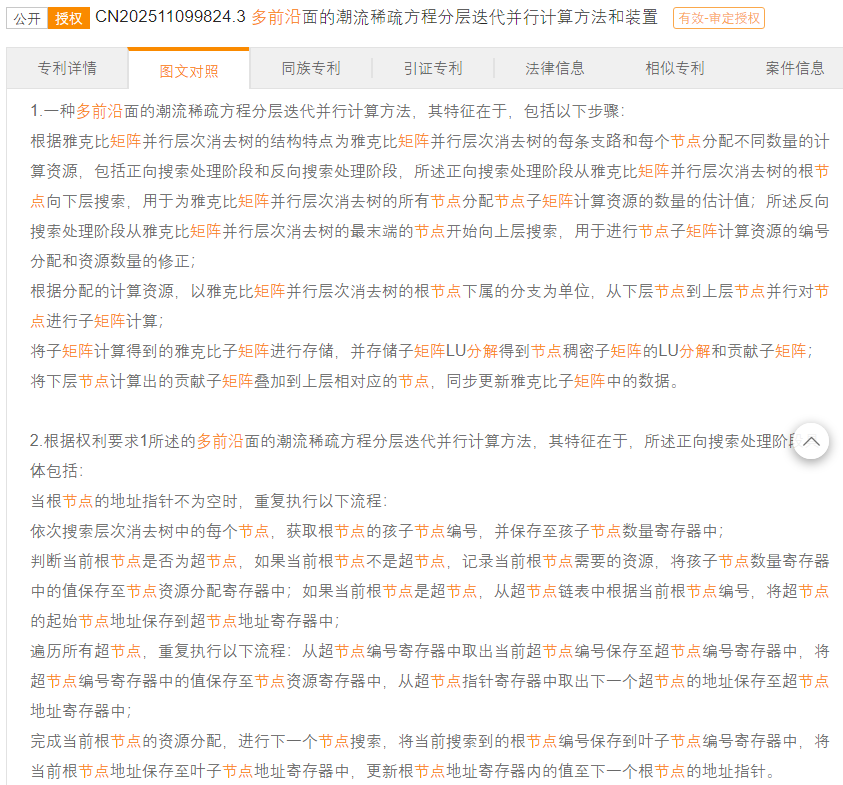 公开 授权 CN202511099824.3 多前沿面的潮流稀疏方程分层迭代并行计算方法和装置 有效-审定授权
专利详情 图文对照 同族专利 引证专利 法律信息 相似专利 案件信息
1.一种多前沿面的潮流稀疏方程分层迭代并行计算方法，其特征在于，包括以下步骤：
根据雅克比矩阵并行层次消去树的结构特点为雅克比矩阵并行层次消去树的每条支路和每个节点分配不同数量的计
算资源，包括正向搜索处理阶段和反向搜索处理阶段，所述正向搜索处理阶段从雅克比矩阵并行层次消去树的根节
点向下层搜索，用于为雅克比矩阵并行层次消去树的所有节点分配节点子矩阵计算资源的数量的估计值；所述反向
搜索处理阶段从雅克比矩阵并行层次消去树的最末端的节点开始向上层搜索，用于进行节点子矩阵计算资源的编号
分配和资源数量的修正；
根据分配的计算资源，以雅克比矩阵并行层次消去树的根节点下属的分支为单位，从下层节点到上层节点并行对节
点进行子矩阵计算；
将子矩阵计算得到的雅克比子矩阵进行存储，并存储子矩阵LU分解得到节点稠密子矩阵的LU分解和贡献子矩阵；
将下层节点计算出的贡献子矩阵叠加到上层相对应的节点，同步更新雅克比子矩阵中的数据。
2.根据权利要求1所述的多前沿面的潮流稀疏方程分层迭代并行计算方法，其特征在于，所述正向搜索处理阶
体包括：
当根节点的地址指针不为空时，重复执行以下流程：
依次搜索层次消去树中的每个节点，获取根节点的孩子节点编号，并保存至孩子节点数量寄存器中；
判断当前根节点是否为超节点，如果当前根节点不是超节点，记录当前根节点需要的资源，将孩子节点数量寄存器
中的值保存至节点资源分配寄存器中；如果当前根节点是超节点，从超节点链表中根据当前根节点编号，将超节点
的起始节点地址保存到超节点地址寄存器中；
遍历所有超节点，重复执行以下流程：从超节点编号寄存器中取出当前超节点编号保存至超节点编号寄存器中，将
超节点编号寄存器中的值保存至节点资源寄存器中，从超节点指针寄存器中取出下一个超节点的地址保存至超节点
地址寄存器中；
完成当前根节点的资源分配，进行下一个节点搜索，将当前搜索到的根节点编号保存到叶子节点编号寄存器中，将
当前根节点地址保存至叶子节点地址寄存器中，更新根节点地址寄存器内的值至下一个根节点的地址指针。